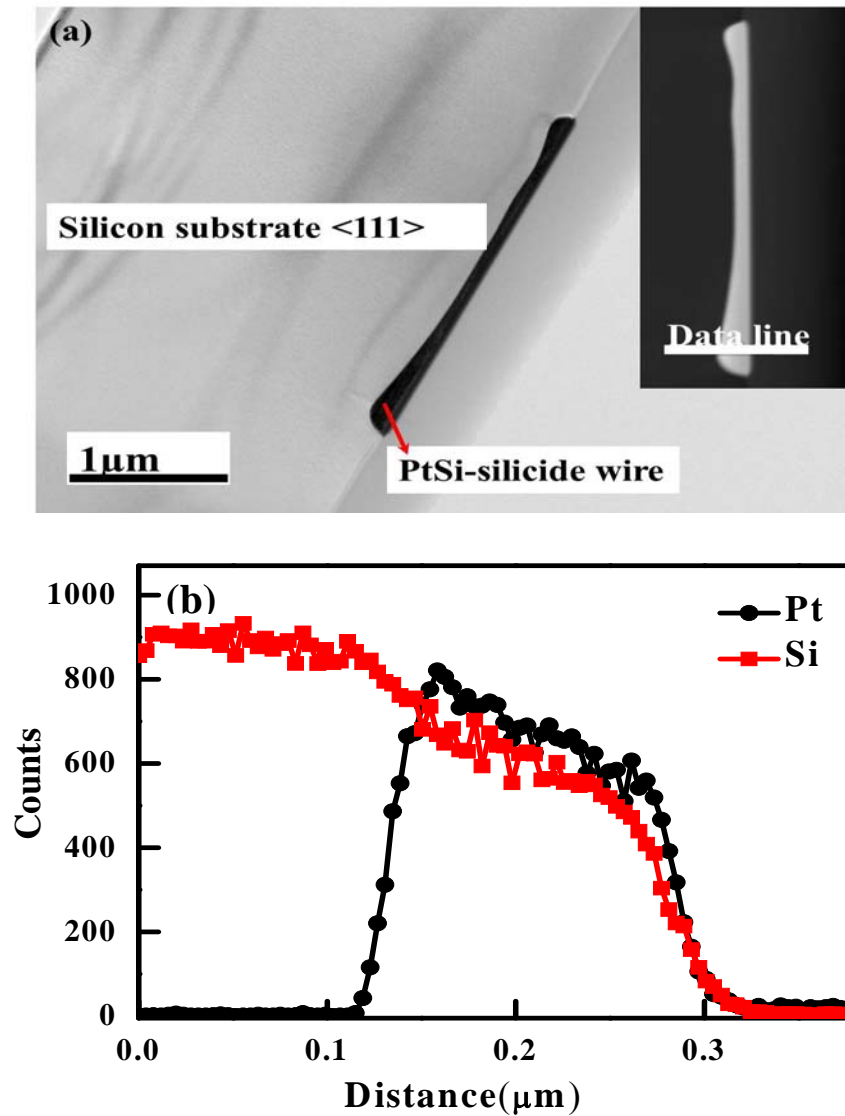 (a)
Silicon substrate <111>
Data line
1μm
PtSi-silicide wire
(b)
Pt
Si
1000
800
600
400
200
0
Counts
0.0 0.1 0.2 0.3
Distance(μm)